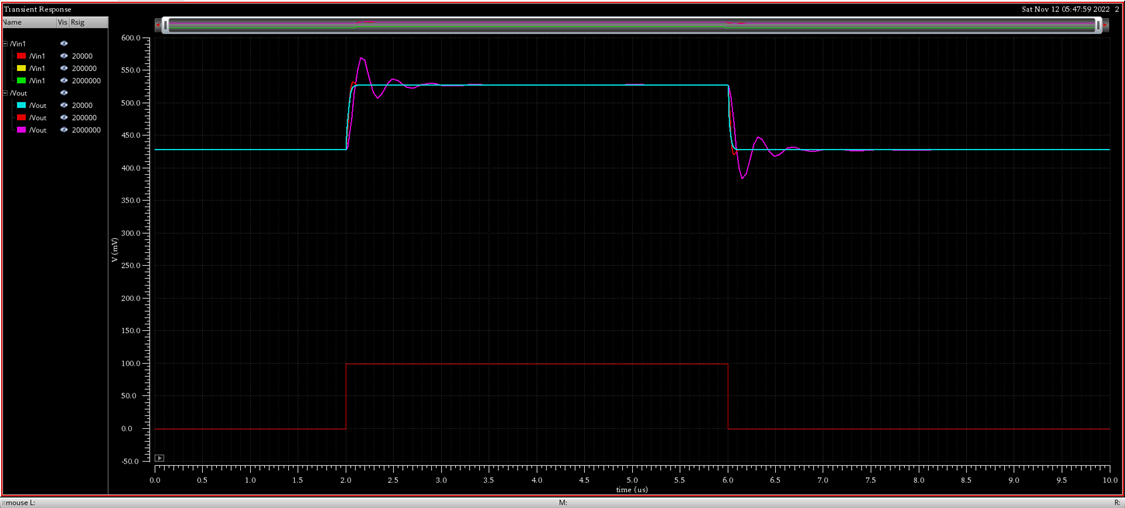 Transient Response
Sat Nov 12 05:47:59 2022 2
Name Vis Rsig
/Vin1
/Vin1 20000
/Vin1 200000
/Vin1 2000000
/Vout
/Vout 20000
/Vout 200000
/Vout 2000000
600.0
550.0
500.0
450.0
400.0
350.0
300.0
250.0
200.0
150.0
100.0
50.0
0.0
-50.0
V (mV)
0.0 0.5 1.0 1.5 2.0 2.5 3.0 3.5 4.0 4.5 5.0 5.5 6.0 6.5 7.0 7.5 8.0 8.5 9.0 9.5 10.0
time (us)
mouse L: M: R: